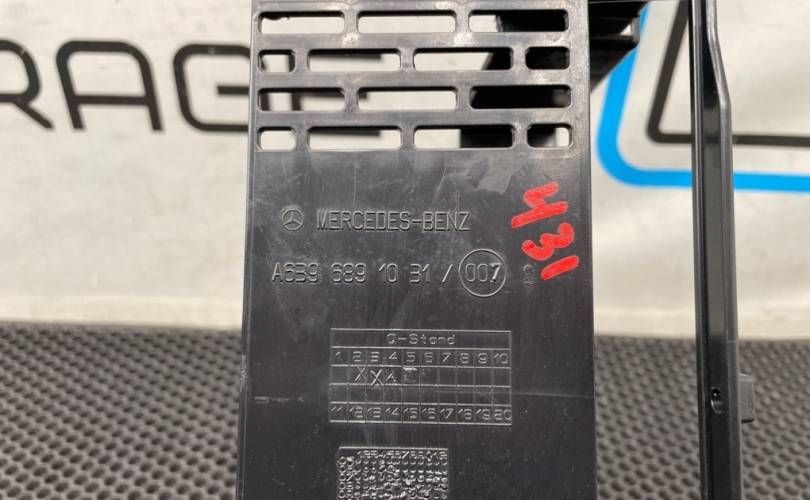 RAGE
MERCEDES-BENZ
431
A639 689 10 31 / 007
Q-Stand
1 2 3 4 5 6 7 8 9 10
X X X
11 12 13 14 15 16 17 18 19 20